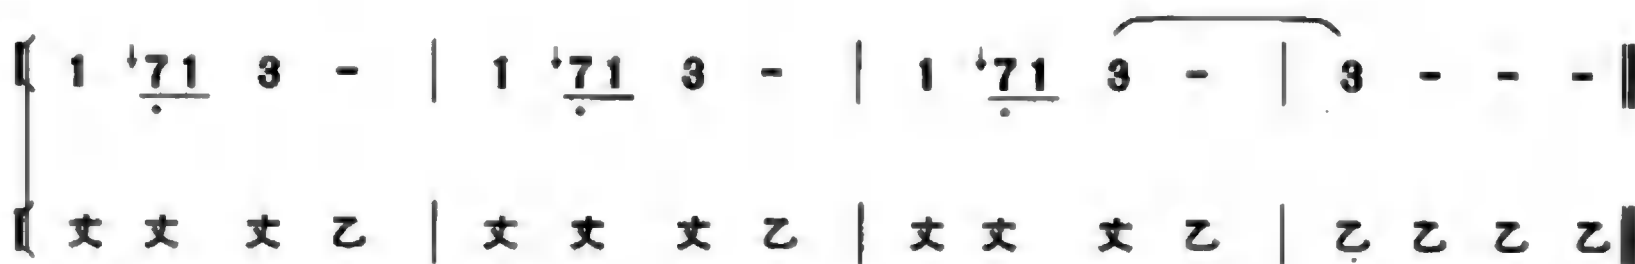 1 ↓71 3 - | 1 ↓71 3 - | 1 ↓71 3 - | 3 - - - ‖
丈 丈 丈 乙 | 丈 丈 丈 乙 | 丈 丈 丈 乙 | 乙 乙 乙 乙 ‖